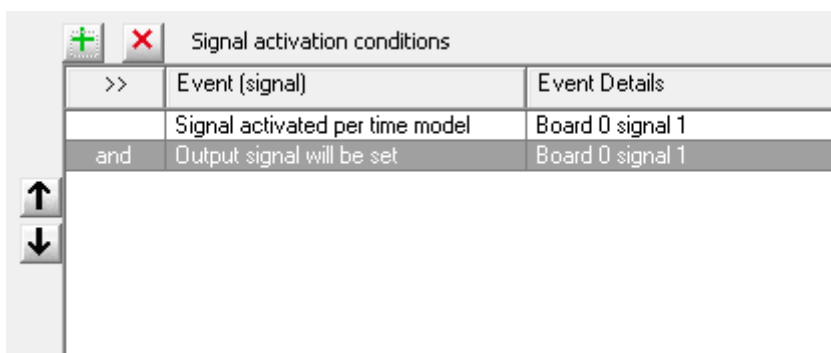 Signal activation conditions
>> Event (signal) Event Details
Signal activated per time model Board 0 signal 1
and Output signal will be set Board 0 signal 1